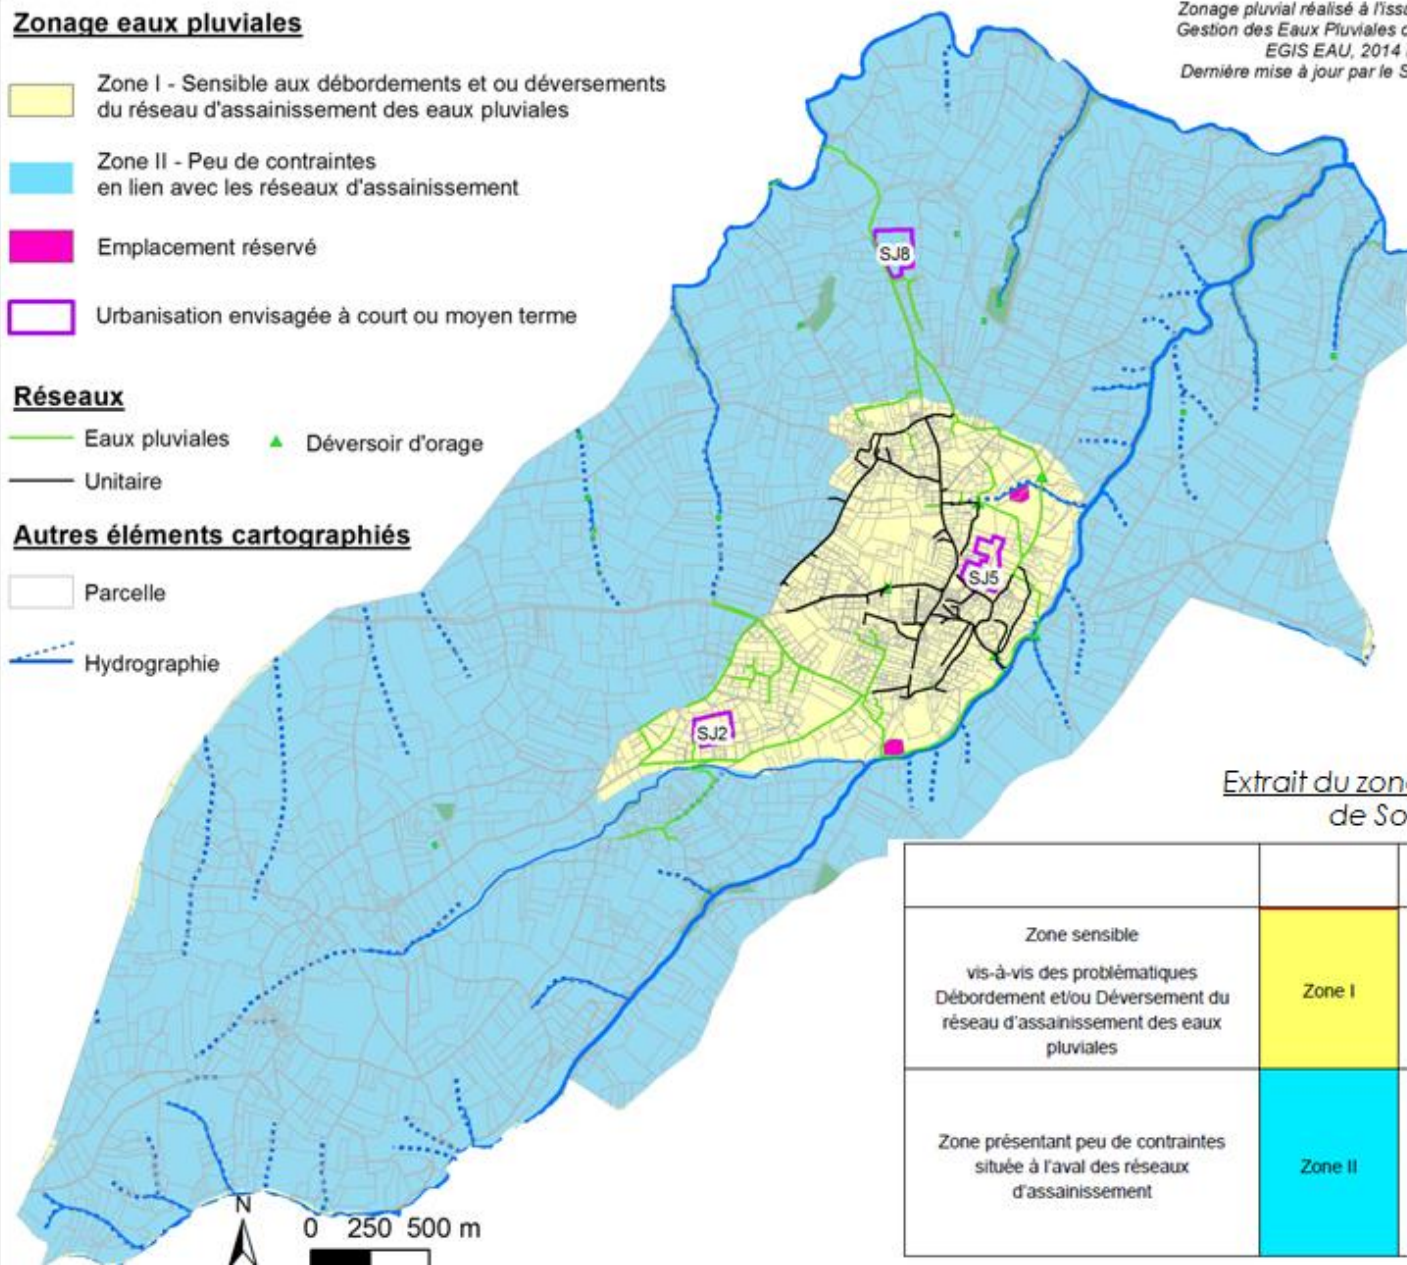 Zonage eaux pluviales
Zone I - Sensible aux débordements et ou déversements
du réseau d'assainissement des eaux pluviales
Zone II - Peu de contraintes
en lien avec les réseaux d'assainissement
Emplacement réservé
Urbanisation envisagée à court ou moyen terme
Réseaux
Eaux pluviales
Déversoir d'orage
Unitaire
Autres éléments cartographiés
Parcelle
Hydrographie
Zonage pluvial réalisé à l'issu
Gestion des Eaux Pluviales d
EGIS EAU, 2014
Dernière mise à jour par le S
SJ8
SJ5
SJ2
N
0 250 500 m
Extrait du zon
de So
Zone sensible
vis-à-vis des problématiques
Débordement et/ou Déversement du
réseau d'assainissement des eaux
pluviales
Zone I
Zone présentant peu de contraintes
située à l'aval des réseaux
d'assainissement
Zone II